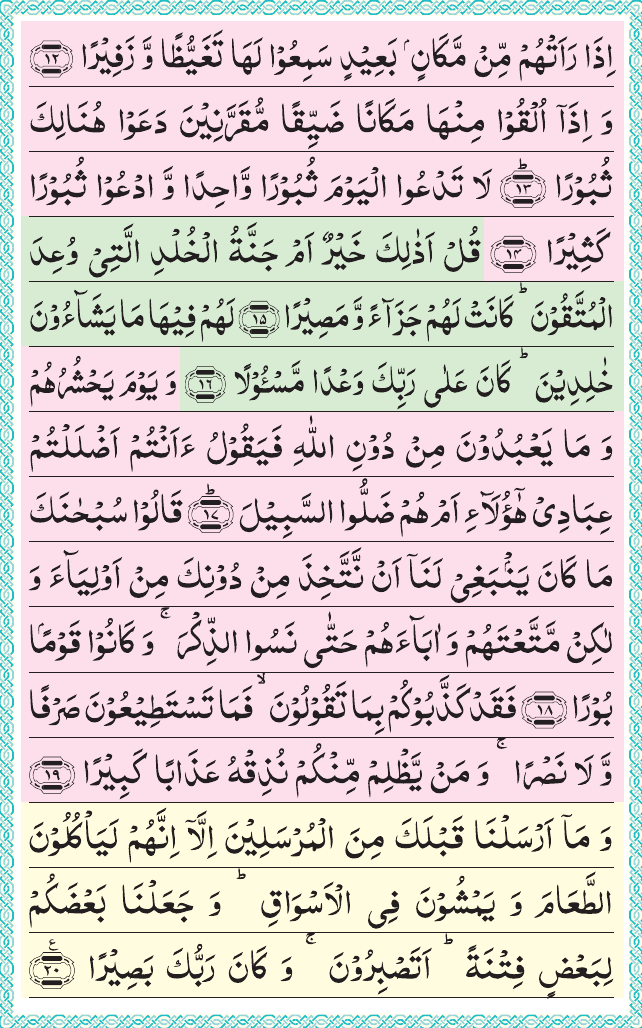 اِذَا رَاَتْهُمْ مِّنْ مَّكَانٍۭ بَعِيْدٍ سَمِعُوْا لَهَا تَغَيُّظًا وَّ زَفِيْرًا ﴿۱۲﴾
وَ اِذَاۤ اُلْقُوْا مِنْهَا مَكَانًا ضَيِّقًا مُّقَرَّنِيْنَ دَعَوْا هُنَالِكَ
ثُبُوْرًا ﴿ؕ۱۳﴾ لَا تَدْعُوا الْيَوْمَ ثُبُوْرًا وَّاحِدًا وَّ ادْعُوْا ثُبُوْرًا
كَثِيْرًا ﴿۱۴﴾ قُلْ اَذٰلِكَ خَيْرٌ اَمْ جَنَّةُ الْخُلْدِ الَّتِيْ وُعِدَ
الْمُتَّقُوْنَ ؕ كَانَتْ لَهُمْ جَزَآءً وَّ مَصِيْرًا ﴿۱۵﴾ لَهُمْ فِيْهَا مَا يَشَآءُوْنَ
خٰلِدِيْنَ ؕ كَانَ عَلٰى رَبِّكَ وَعْدًا مَّسْـُٔوْلًا ﴿۱۶﴾ وَ يَوْمَ يَحْشُرُهُمْ
وَ مَا يَعْبُدُوْنَ مِنْ دُوْنِ اللّٰهِ فَيَقُوْلُ ءَاَنْتُمْ اَضْلَلْتُمْ
عِبَادِيْ هٰۤؤُلَآءِ اَمْ هُمْ ضَلُّوا السَّبِيْلَ ﴿ؕ۱۷﴾ قَالُوْا سُبْحٰنَكَ
مَا كَانَ يَنْۢبَغِيْ لَنَاۤ اَنْ نَّتَّخِذَ مِنْ دُوْنِكَ مِنْ اَوْلِيَآءَ وَ
لٰكِنْ مَّتَّعْتَهُمْ وَ اٰبَآءَهُمْ حَتّٰى نَسُوا الذِّكْرَ ۚ وَ كَانُوْا قَوْمًۢا
بُوْرًا ﴿۱۸﴾ فَقَدْ كَذَّبُوْكُمْ بِمَا تَقُوْلُوْنَ ۙ فَمَا تَسْتَطِيْعُوْنَ صَرْفًا
وَّ لَا نَصْرًا ۚ وَ مَنْ يَّظْلِمْ مِّنْكُمْ نُذِقْهُ عَذَابًا كَبِيْرًا ﴿۱۹﴾
وَ مَاۤ اَرْسَلْنَا قَبْلَكَ مِنَ الْمُرْسَلِيْنَ اِلَّاۤ اِنَّهُمْ لَيَاْكُلُوْنَ
الطَّعَامَ وَ يَمْشُوْنَ فِي الْاَسْوَاقِ ؕ وَ جَعَلْنَا بَعْضَكُمْ
لِبَعْضٍ فِتْنَةً ؕ اَتَصْبِرُوْنَ ۚ وَ كَانَ رَبُّكَ بَصِيْرًا ﴿۲۰﴾ ع